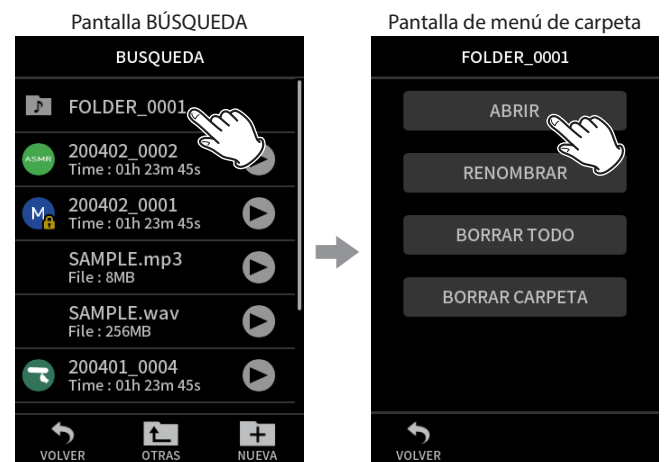 Pantalla BÚSQUEDA
BUSQUEDA
FOLDER_0001
ASMR
200402_0002
Time : 01h 23m 45s
M
200402_0001
Time : 01h 23m 45s
SAMPLE.mp3
File : 8MB
SAMPLE.wav
File : 256MB
200401_0004
Time : 01h 23m 45s
VOLVER
OTRAS
NUEVA
Pantalla de menú de carpeta
FOLDER_0001
ABRIR
RENOMBRAR
BORRAR TODO
BORRAR CARPETA
VOLVER